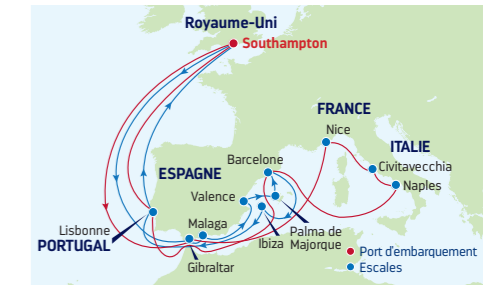 Royaume-Uni
Southampton
FRANCE
Nice
ITALIE
Barcelone
Civitavecchia
ESPAGNE
Naples
Valence
Lisbonne
Malaga
PORTUGAL
Ibiza
Palma de
Majorque
Gibraltar
Port d'embarquement
Escales